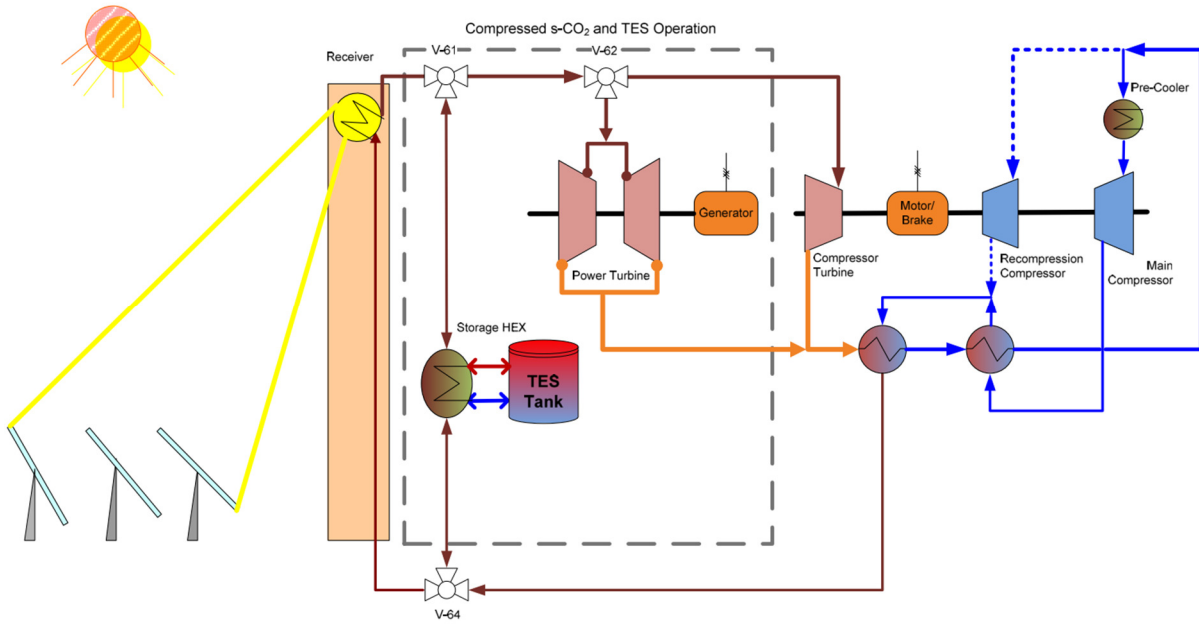 Compressed s-CO₂ and TES Operation
V-61
V-62
Receiver
Pre-Cooler
Generator
Motor/
Brake
Power Turbine
Compressor
Turbine
Recompression
Compressor
Main
Compressor
Storage HEX
TES
Tank
V-64